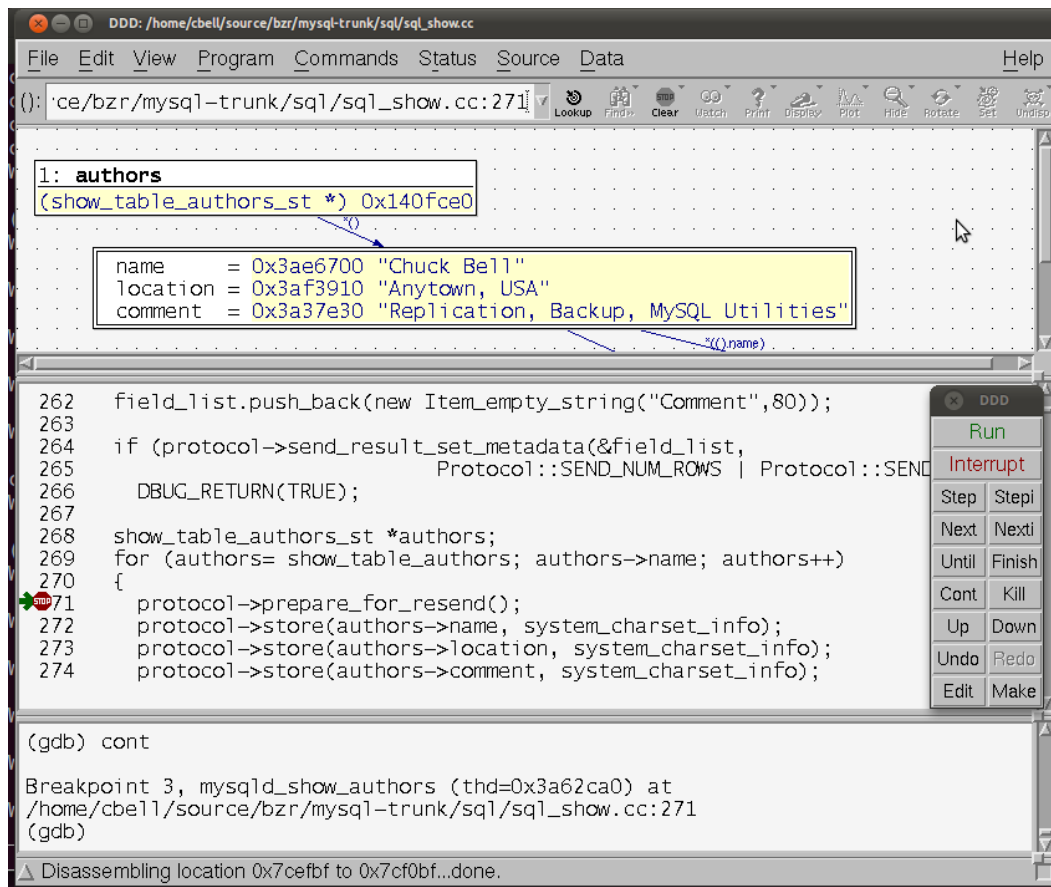 DDD: /home/cbell/source/bzr/mysql-trunk/sql/sql_show.cc
File Edit View Program Commands Status Source Data Help
(): ce/bzr/mysql-trunk/sql/sql_show.cc:271
Lookup Find» Clear Watch Print Display Plot Hide Rotate Set Undisp
1: authors
(show_table_authors_st *) 0x140fce0
*()
name = 0x3ae6700 "Chuck Bell"
location = 0x3af3910 "Anytown, USA"
comment = 0x3a37e30 "Replication, Backup, MySQL Utilities"
*(().name)
262 field_list.push_back(new Item_empty_string("Comment",80));
263
264 if (protocol->send_result_set_metadata(&field_list,
265 Protocol::SEND_NUM_ROWS | Protocol::SEND
266 DBUG_RETURN(TRUE);
267
268 show_table_authors_st *authors;
269 for (authors= show_table_authors; authors->name; authors++)
270 {
STOP 71 protocol->prepare_for_resend();
272 protocol->store(authors->name, system_charset_info);
273 protocol->store(authors->location, system_charset_info);
274 protocol->store(authors->comment, system_charset_info);
DDD
Run
Interrupt
Step Stepi
Next Nexti
Until Finish
Cont Kill
Up Down
Undo Redo
Edit Make
(gdb) cont
Breakpoint 3, mysqld_show_authors (thd=0x3a62ca0) at
/home/cbell/source/bzr/mysql-trunk/sql/sql_show.cc:271
(gdb)
Disassembling location 0x7cefbf to 0x7cf0bf...done.